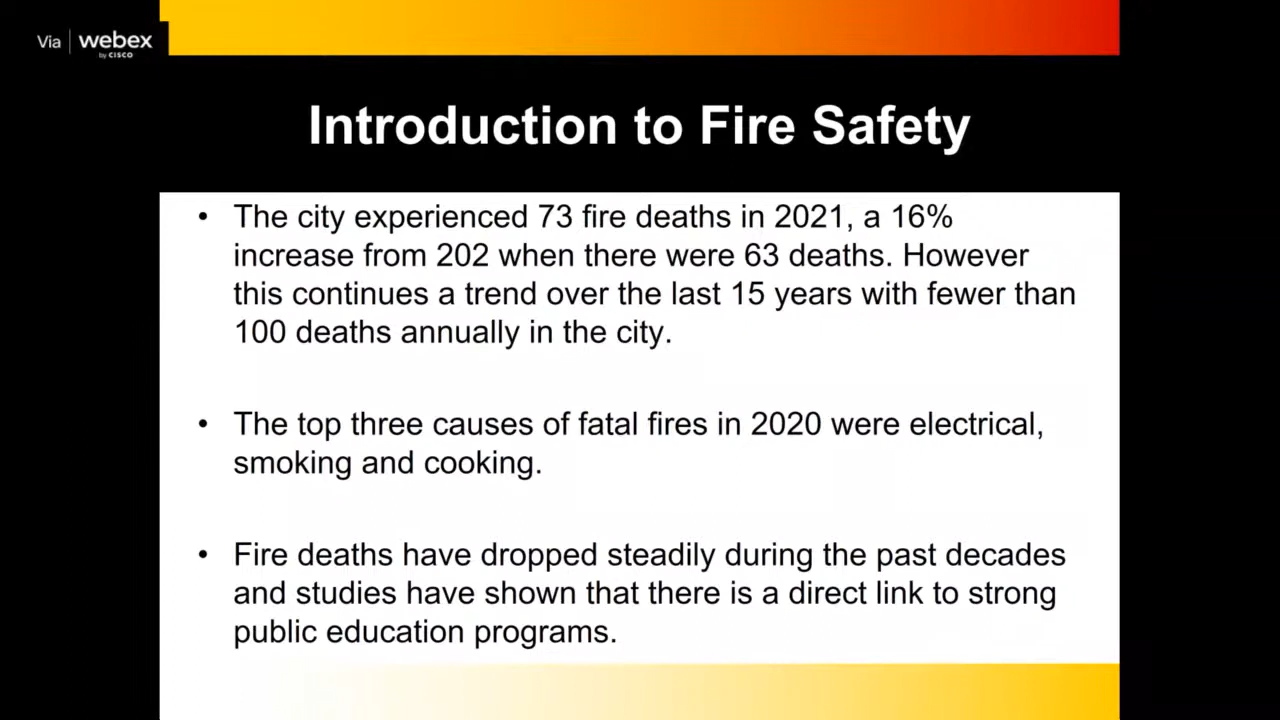 Via webex
by CISCO
Introduction to Fire Safety
• The city experienced 73 fire deaths in 2021, a 16%
increase from 202 when there were 63 deaths. However
this continues a trend over the last 15 years with fewer than
100 deaths annually in the city.
• The top three causes of fatal fires in 2020 were electrical,
smoking and cooking.
• Fire deaths have dropped steadily during the past decades
and studies have shown that there is a direct link to strong
public education programs.